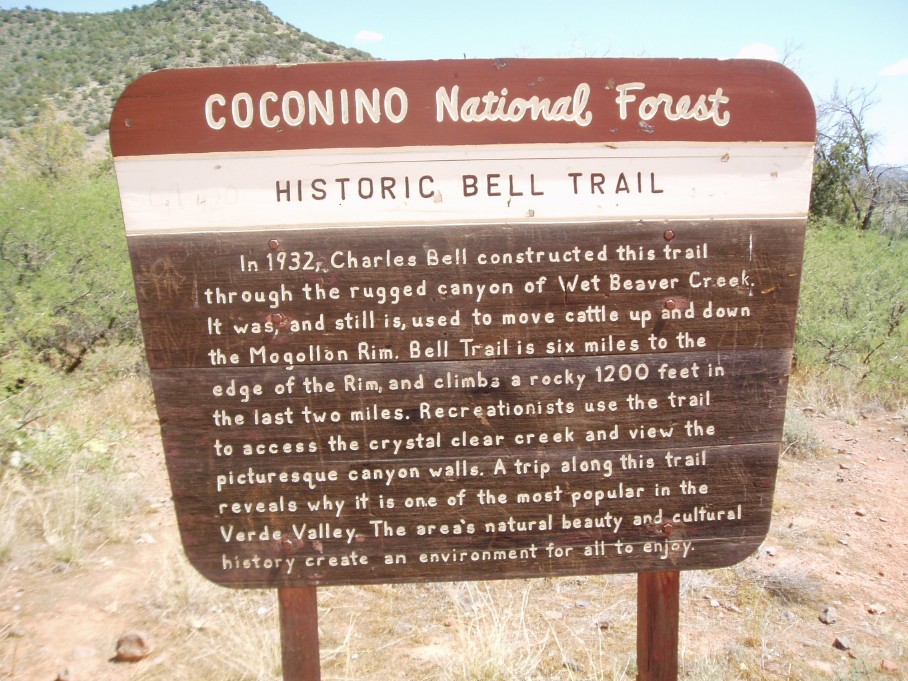 COCONINO National Forest
HISTORIC BELL TRAIL
In 1932, Charles Bell constructed this trail
through the rugged canyon of Wet Beaver Creek.
It was, and still is, used to move cattle up and down
the Mogollon Rim. Bell Trail is six miles to the
edge of the Rim, and climbs a rocky 1200 feet in
the last two miles. Recreationists use the trail
to access the crystal clear creek and view the
picturesque canyon walls. A trip along this trail
reveals why it is one of the most popular in the
Verde Valley. The area's natural beauty and cultural
history create an environment for all to enjoy.